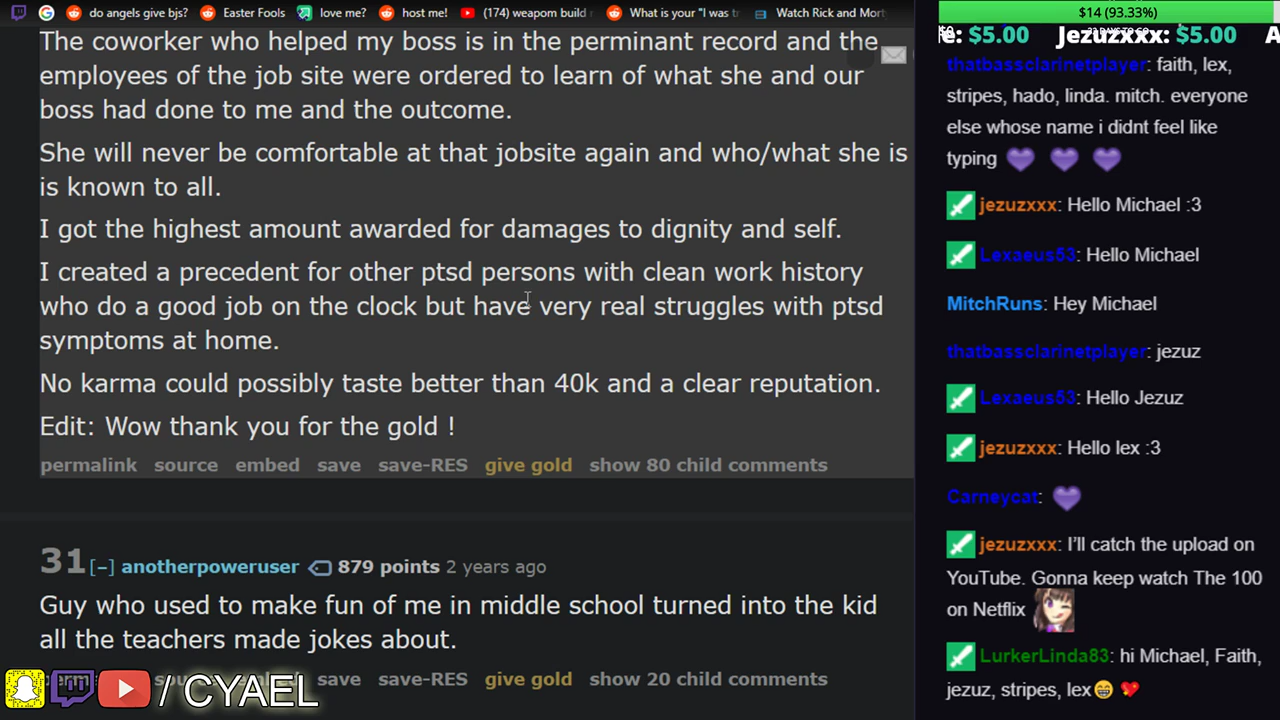 do angels give bjs?
Easter Fools
love me?
host me!
(174) weapom build
What is your "I was
Watch Rick and
$14 (93.33%)
The coworker who helped my boss is in the perminant record and the
employees of the job site were ordered to learn of what she and our
boss had done to me and the outcome.
She will never be comfortable at that jobsite again and who/what she is
is known to all.
I got the highest amount awarded for damages to dignity and self.
I created a precedent for other ptsd persons with clean work history
who do a good job on the clock but have very real struggles with ptsd
symptoms at home.
No karma could possibly taste better than 40k and a clear reputation.
Edit: Wow thank you for the gold !
permalink source embed save save-RES give gold show 80 child comments
31 [–] anotherpoweruser 879 points 2 years ago
Guy who used to make fun of me in middle school turned into the kid
all the teachers made jokes about.
save save-RES give gold show 20 child comments
/ CYAEL
e: $5.00 Jezuzxxx: $5.00 A
thatbassclarinetplayer: faith, lex,
stripes, hado, linda. mitch. everyone
else whose name i didnt feel like
typing 💜 💜 💜
jezuzxxx: Hello Michael :3
Lexaeus53: Hello Michael
MitchRuns: Hey Michael
thatbassclarinetplayer: jezuz
Lexaeus53: Hello Jezuz
jezuzxxx: Hello lex :3
Carneycat: 💜
jezuzxxx: I'll catch the upload on
YouTube. Gonna keep watch The 100
on Netflix
LurkerLinda83: hi Michael, Faith,
jezuz, stripes, lex😁 💖